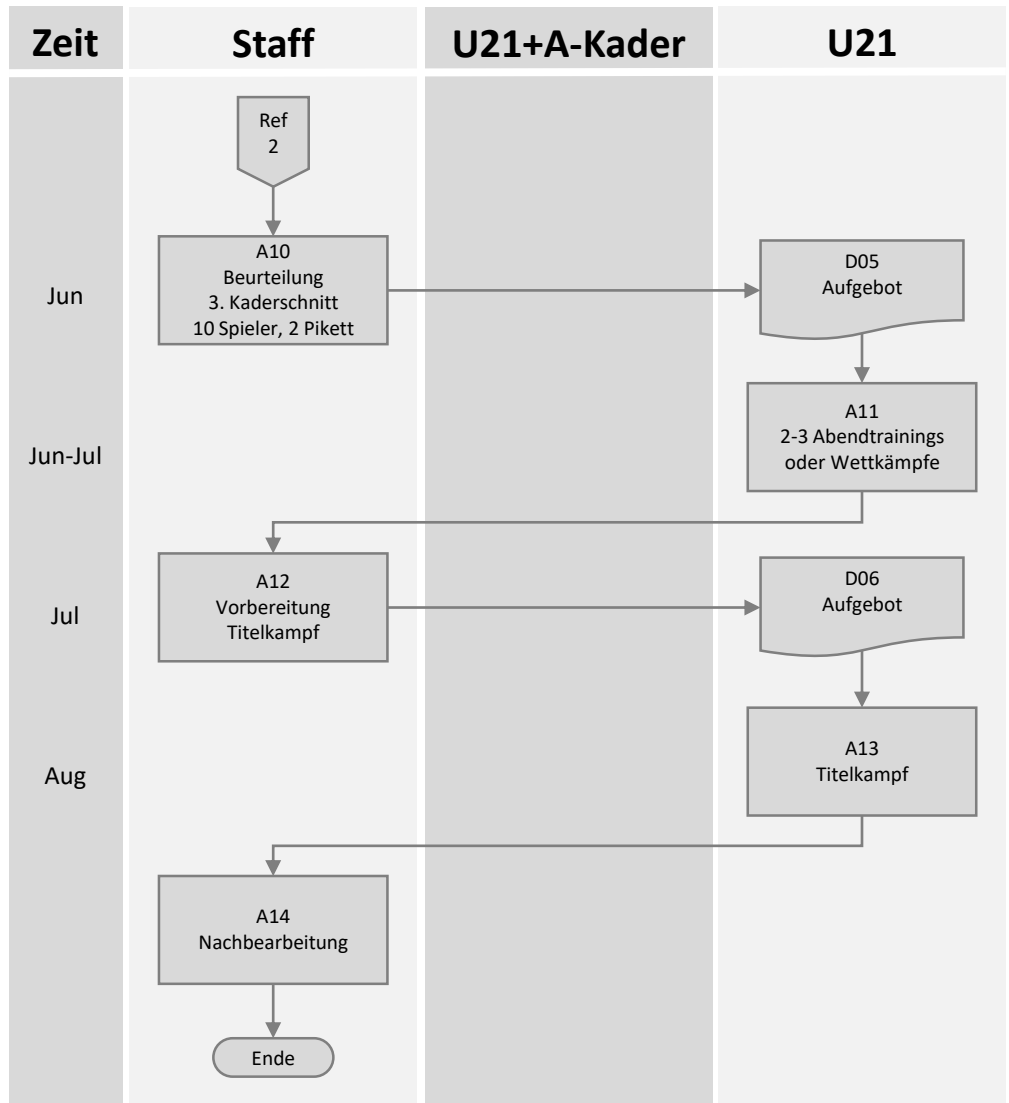 Zeit
Staff
U21+A-Kader
U21
Ref
2
Jun
A10
Beurteilung
3. Kaderschnitt
10 Spieler, 2 Pikett
D05
Aufgebot
Jun-Jul
A11
2-3 Abendtrainings
oder Wettkämpfe
Jul
A12
Vorbereitung
Titelkampf
D06
Aufgebot
Aug
A13
Titelkampf
A14
Nachbearbeitung
Ende